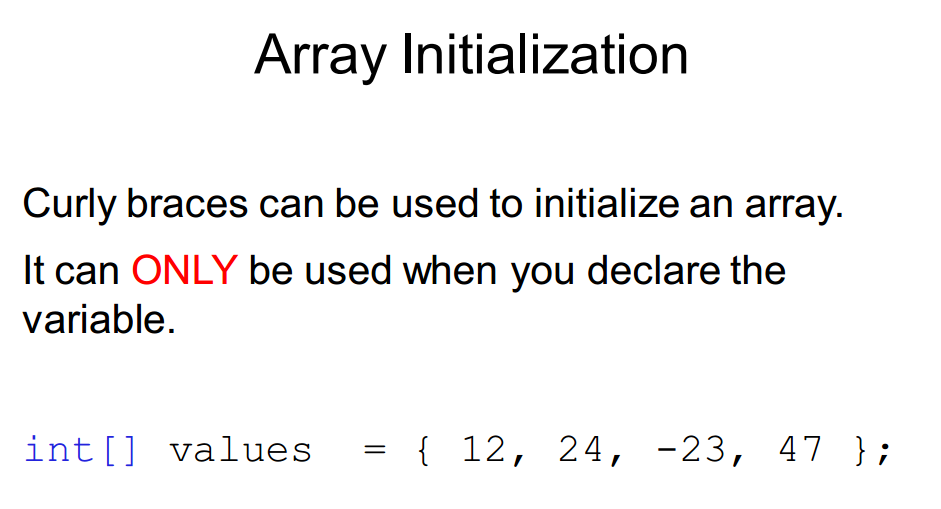 Array Initialization
Curly braces can be used to initialize an array.
It can ONLY be used when you declare the
variable.
int[] values  = { 12, 24, -23, 47 };